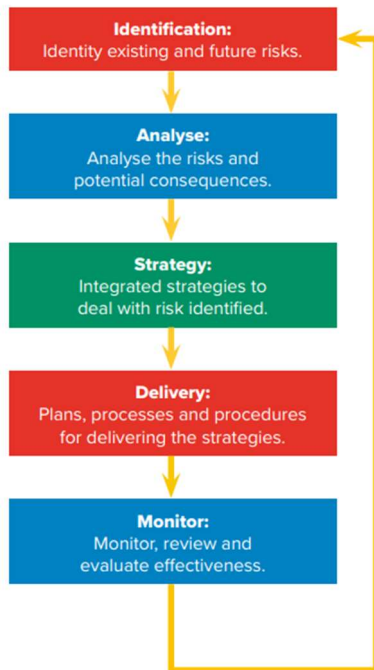 Identification:
Identity existing and future risks.
Analyse:
Analyse the risks and
potential consequences.
Strategy:
Integrated strategies to
deal with risk identified.
Delivery:
Plans, processes and procedures
for delivering the strategies.
Monitor:
Monitor, review and
evaluate effectiveness.